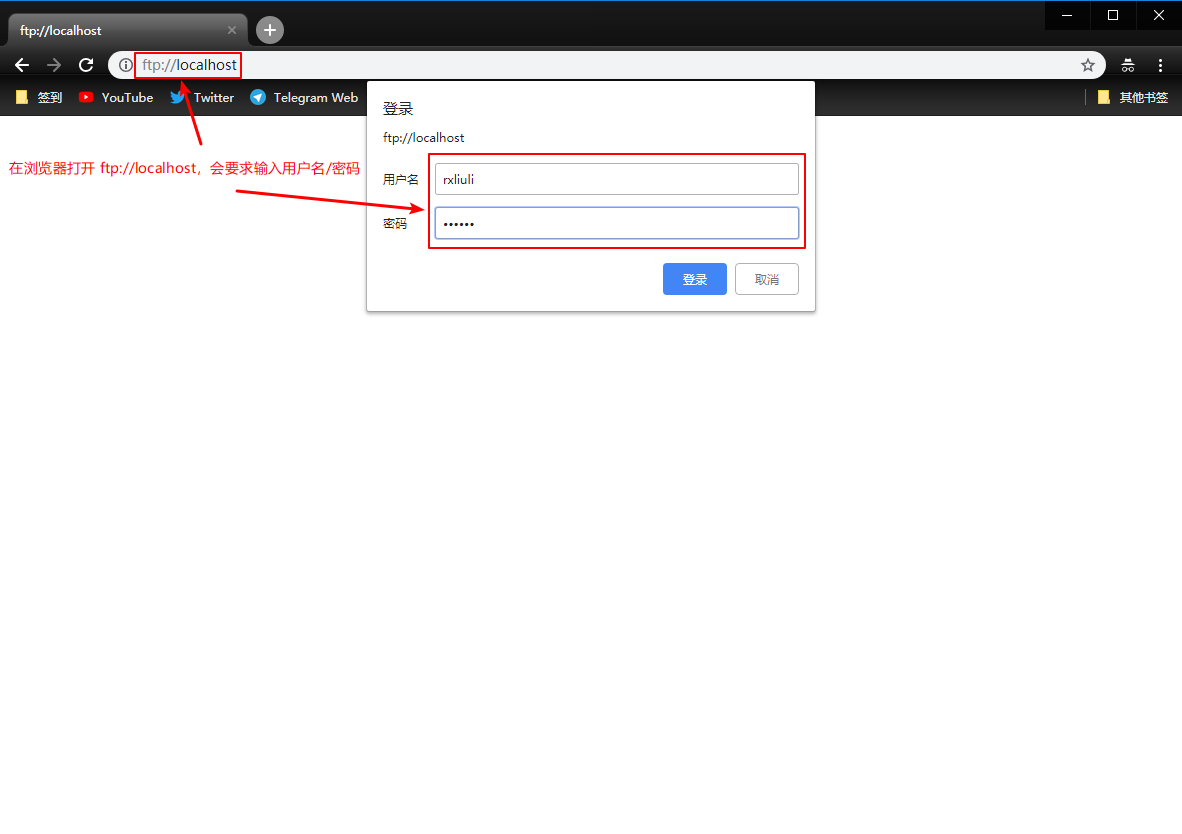 ftp://localhost
ftp://localhost
签到 YouTube Twitter Telegram Web 其他书签
登录
ftp://localhost
在浏览器打开 ftp://localhost，会要求输入用户名/密码
用户名 rxliuli
密码 ••••••
登录 取消